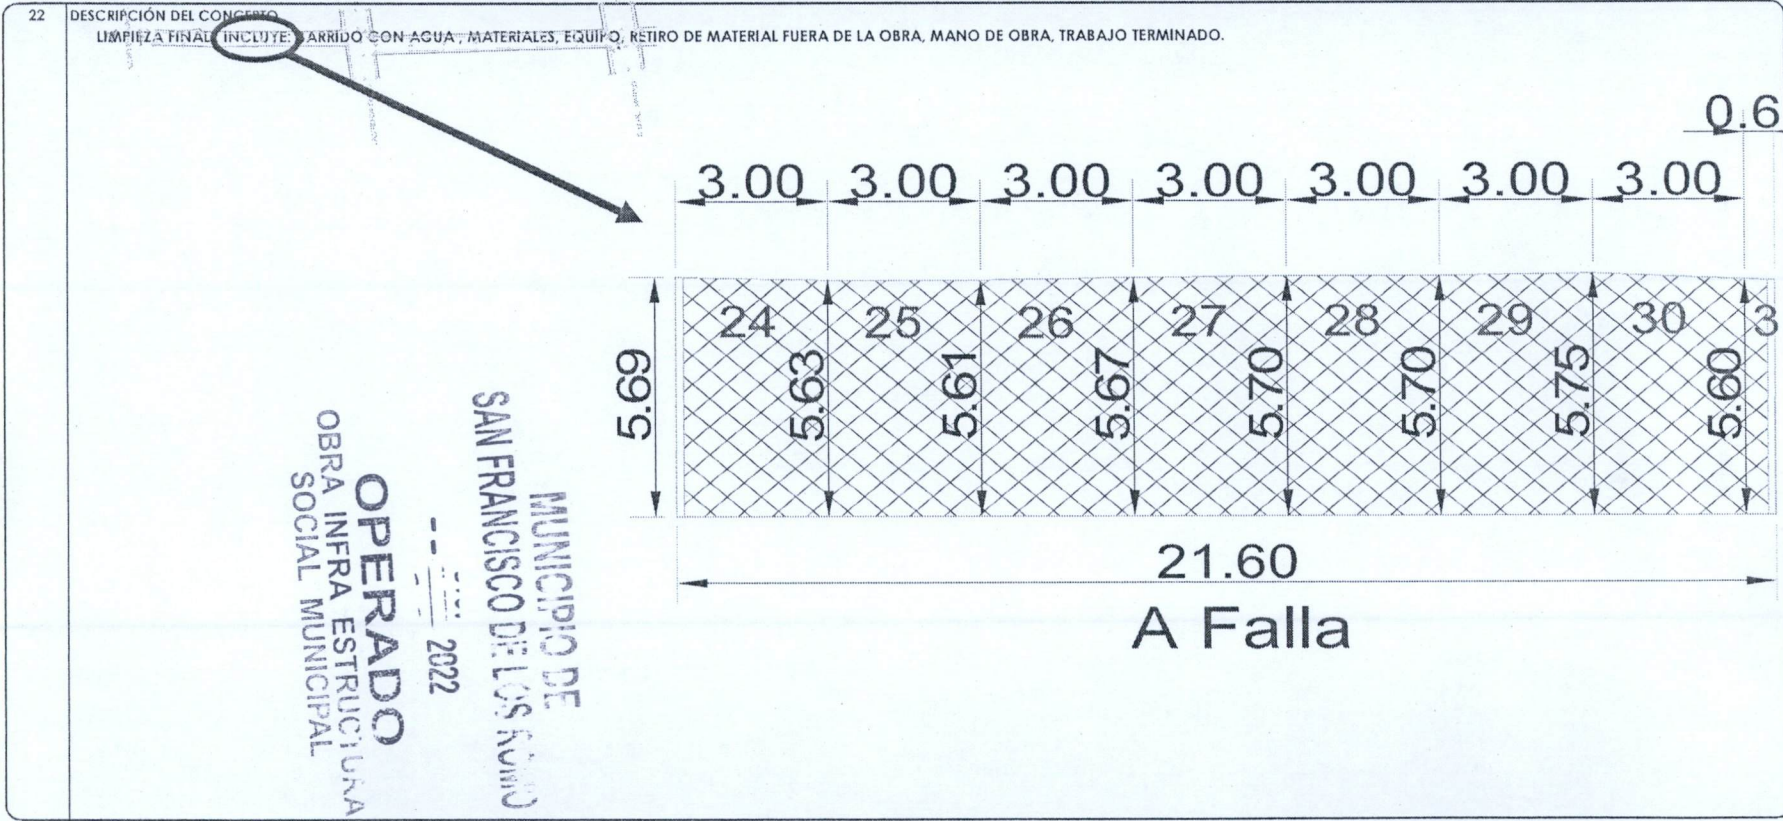 22
DESCRIPCIÓN DEL CONCEPTO
LIMPIEZA FINAL. INCLUYE: BARRIDO CON AGUA , MATERIALES, EQUIPO, RETIRO DE MATERIAL FUERA DE LA OBRA, MANO DE OBRA, TRABAJO TERMINADO.
0.6
3.00 3.00 3.00 3.00 3.00 3.00 3.00
24 25 26 27 28 29 30 3
5.69 5.63 5.61 5.67 5.70 5.70 5.75 5.60
21.60
A Falla
MUNICIPIO DE
SAN FRANCISCO DE LOS ROMO
2022
OPERADO
OBRA INFRA ESTRUCTURA
SOCIAL MUNICIPAL